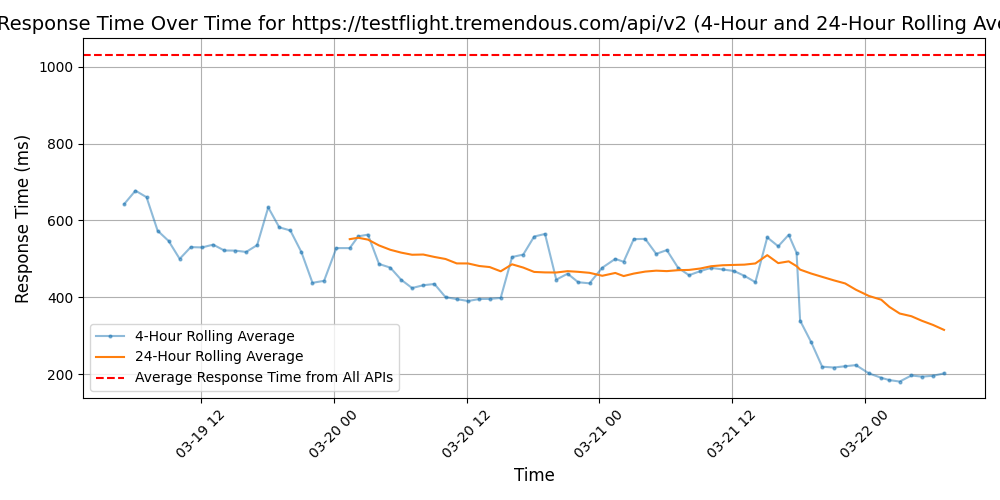 Response Time Over Time for https://testflight.tremendous.com/api/v2 (4-Hour and 24-Hour Rolling Ave
Response Time (ms)
1000
800
600
400
200
4-Hour Rolling Average
24-Hour Rolling Average
Average Response Time from All APIs
03-19 12
03-20 00
03-20 12
03-21 00
03-21 12
03-22 00
Time